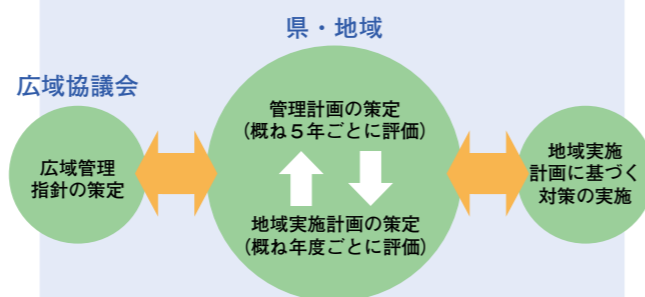 県・地域
広域協議会
広域管理
指針の策定
管理計画の策定
(概ね５年ごとに評価)
地域実施計画の策定
(概ね年度ごとに評価)
地域実施
計画に基づく
対策の実施